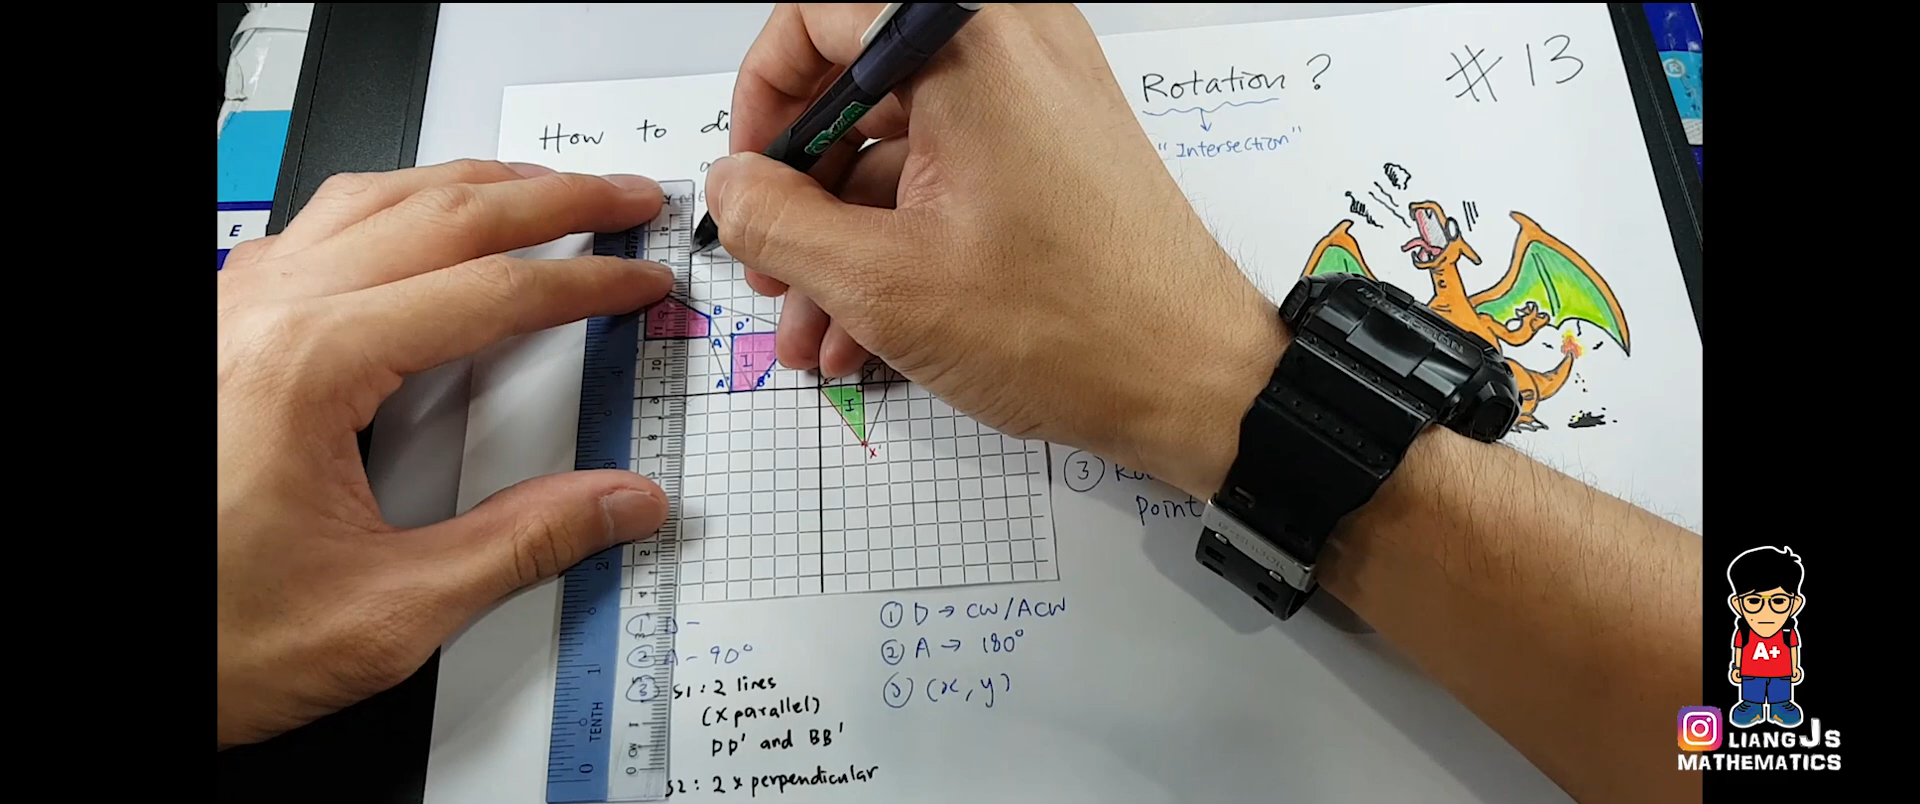 How to di
Rotation ?
# 13
"Intersection"
E
®
B
D'
A
I
A'
B'
I
X'
③
Point
① D -
② A - 90°
③ S1 : 2 lines
(x parallel)
DD' and BB'
S2 : 2 x perpendicular
① D → CW/ACW
② A → 180°
③ (x, y)
TENTH
A+
LIANGJS
MATHEMATICS